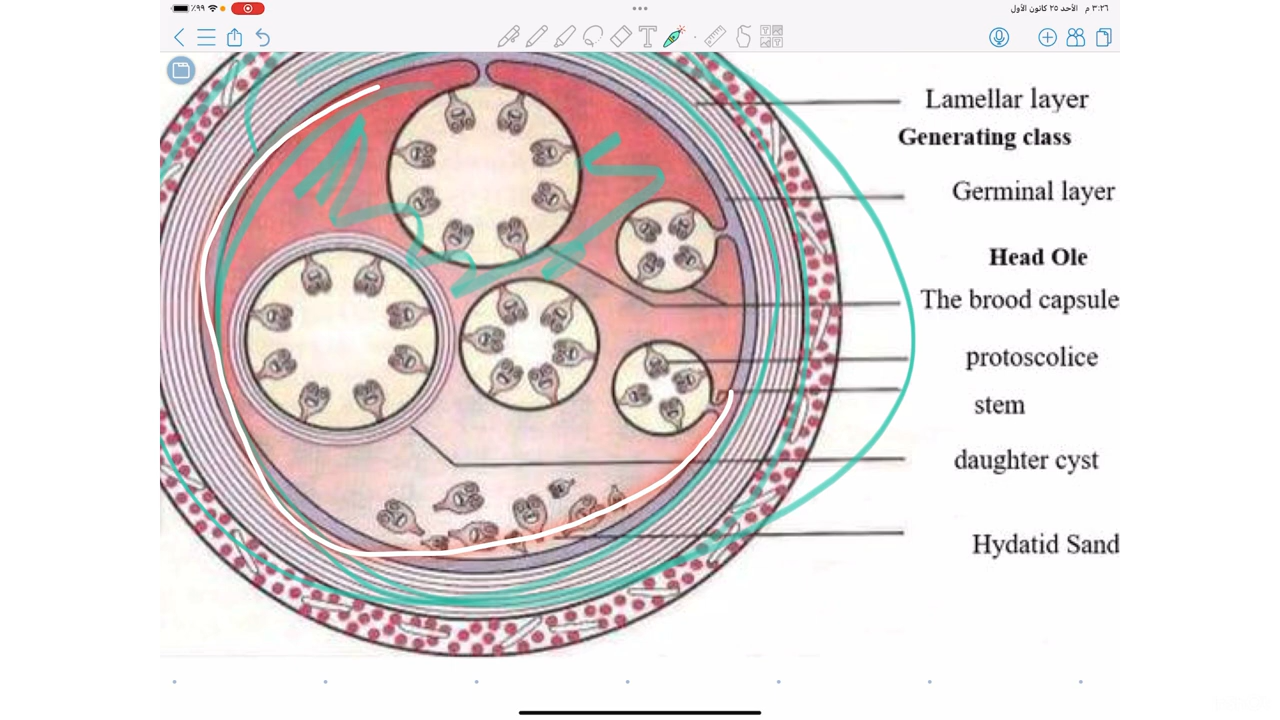 ٣:٢٦ م الأحد ٢٥ كانون الأول
٪٩٩
Lamellar layer
Generating class
Germinal layer
Head Ole
The brood capsule
protoscolice
stem
daughter cyst
Hydatid Sand